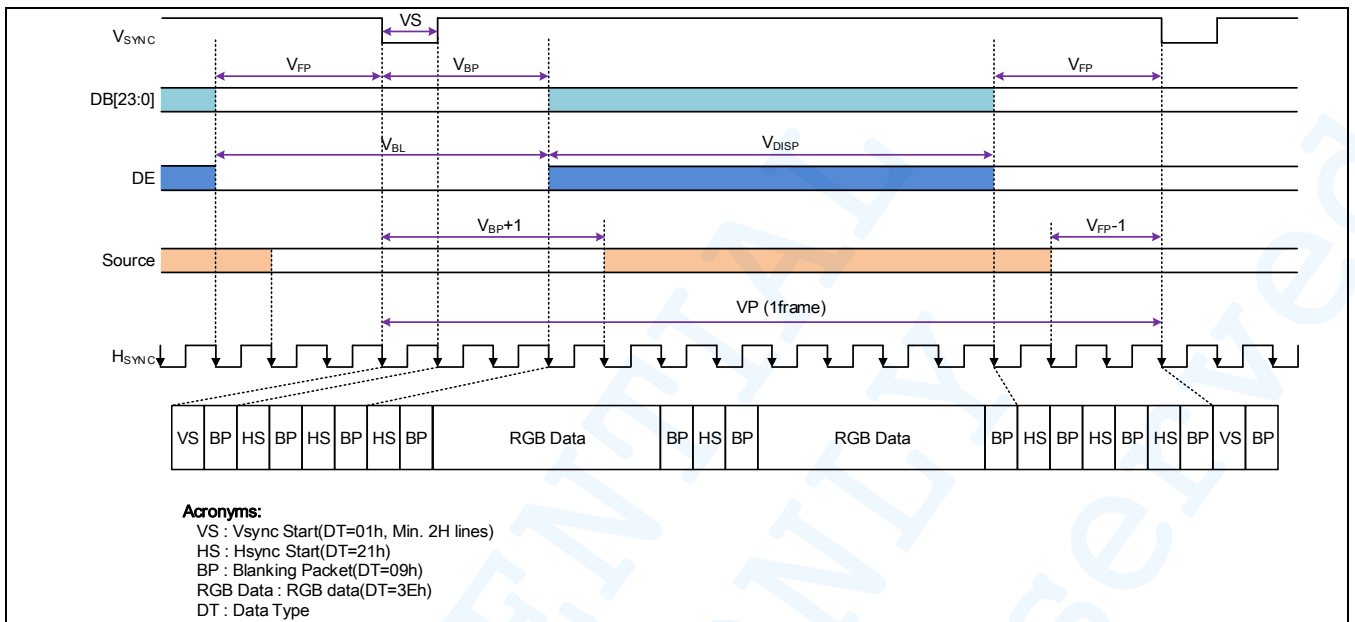 VS
VSYNC
VFP
VBP
VFP
DB[23:0]
VBL
VDISP
DE
VBP+1
VFP-1
Source
VP (1frame)
HSYNC
VS BP HS BP HS BP HS BP RGB Data BP HS BP RGB Data BP HS BP HS BP HS BP VS BP
Acronyms:
VS : Vsync Start(DT=01h, Min. 2H lines)
HS : Hsync Start(DT=21h)
BP : Blanking Packet(DT=09h)
RGB Data : RGB data(DT=3Eh)
DT : Data Type